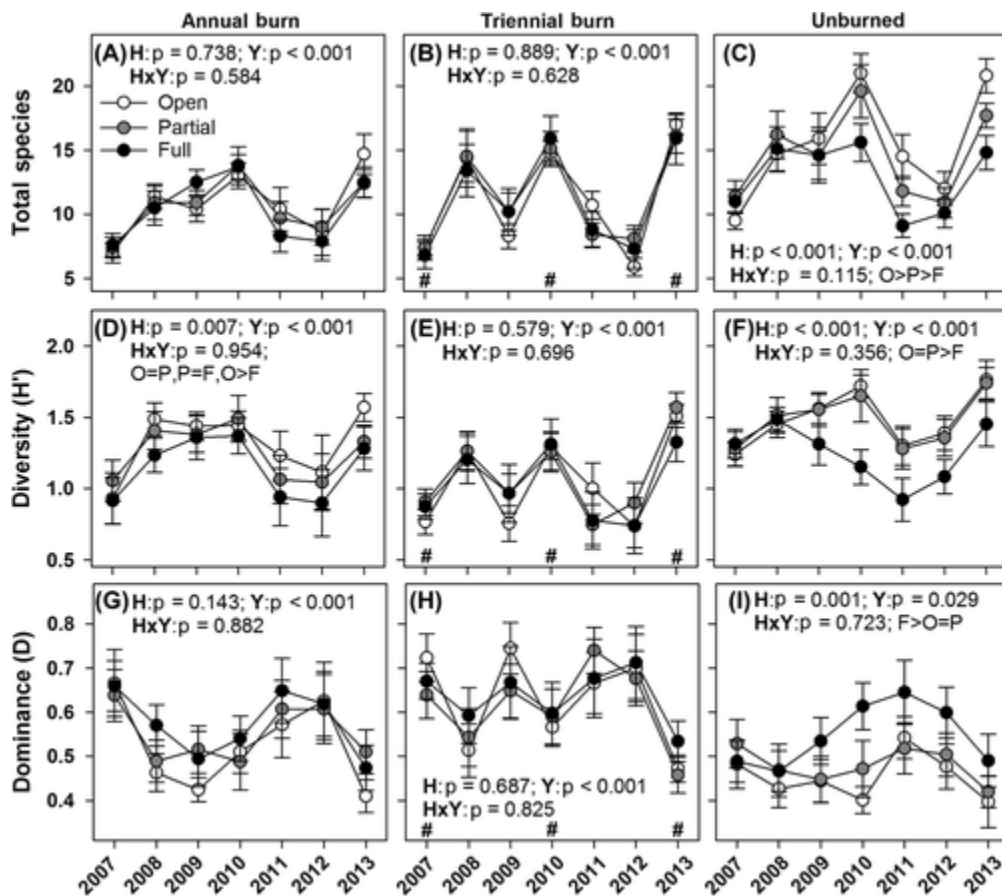 Annual burn
Triennial burn
Unburned
Total species
20
15
10
5
(A) H:p = 0.738; Y:p < 0.001
HxY:p = 0.584
Open
Partial
Full
(B) H:p = 0.889; Y:p < 0.001
HxY:p = 0.628
# # #
(C)
H:p < 0.001; Y:p < 0.001
HxY:p = 0.115; O>P>F
Diversity (H')
2.0
1.5
1.0
0.5
(D) H:p = 0.007; Y:p < 0.001
HxY:p = 0.954;
O=P,P=F,O>F
(E) H:p = 0.579; Y:p < 0.001
HxY:p = 0.696
# # #
(F) H:p < 0.001; Y:p < 0.001
HxY:p = 0.356; O=P>F
Dominance (D)
0.8
0.7
0.6
0.5
0.4
(G) H:p = 0.143; Y:p < 0.001
HxY:p = 0.882
(H)
H:p = 0.687; Y:p < 0.001
HxY:p = 0.825
# # #
(I) H:p = 0.001; Y:p = 0.029
HxY:p = 0.723; F>O=P
2007 2008 2009 2010 2011 2012 2013
2007 2008 2009 2010 2011 2012 2013
2007 2008 2009 2010 2011 2012 2013